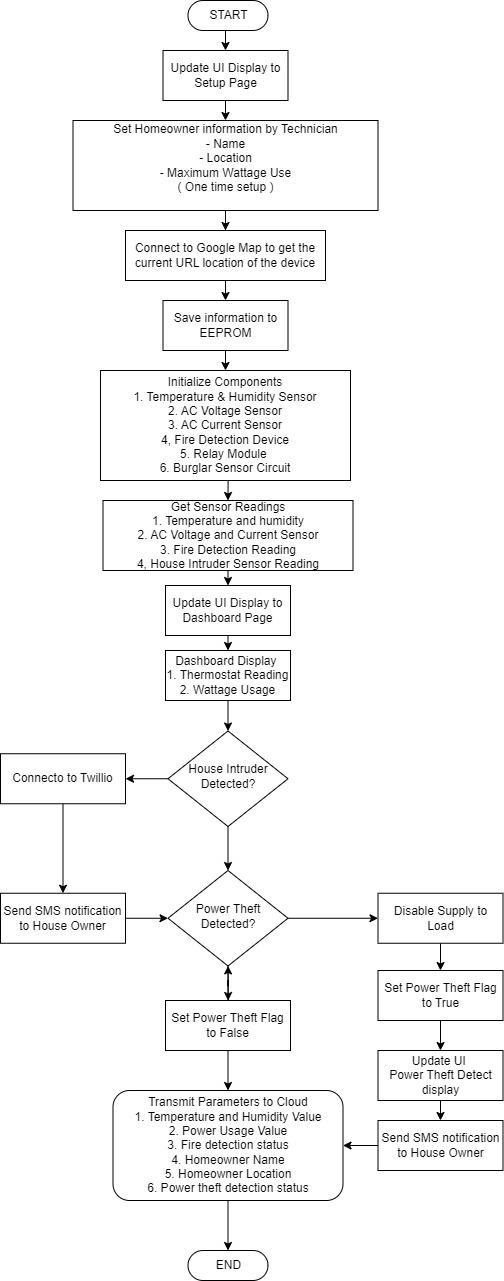 START
Update UI Display to
Setup Page
Set Homeowner information by Technician
- Name
- Location
- Maximum Wattage Use
( One time setup )
Connect to Google Map to get the
current URL location of the device
Save information to
EEPROM
Initialize Components
1. Temperature & Humidity Sensor
2. AC Voltage Sensor
3. AC Current Sensor
4, Fire Detection Device
5. Relay Module
6. Burglar Sensor Circuit
Get Sensor Readings
1. Temperature and humidity
2. AC Voltage and Current Sensor
3. Fire Detection Reading
4, House Intruder Sensor Reading
Update UI Display to
Dashboard Page
Dashboard Display
1. Thermostat Reading
2. Wattage Usage
House Intruder
Detected?
Connecto to Twillio
Send SMS notification
to House Owner
Power Theft
Detected?
Disable Supply to
Load
Set Power Theft Flag
to True
Set Power Theft Flag
to False
Update UI
Power Theft Detect
display
Send SMS notification
to House Owner
Transmit Parameters to Cloud
1. Temperature and Humidity Value
2. Power Usage Value
3. Fire detection status
4. Homeowner Name
5. Homeowner Location
6. Power theft detection status
END